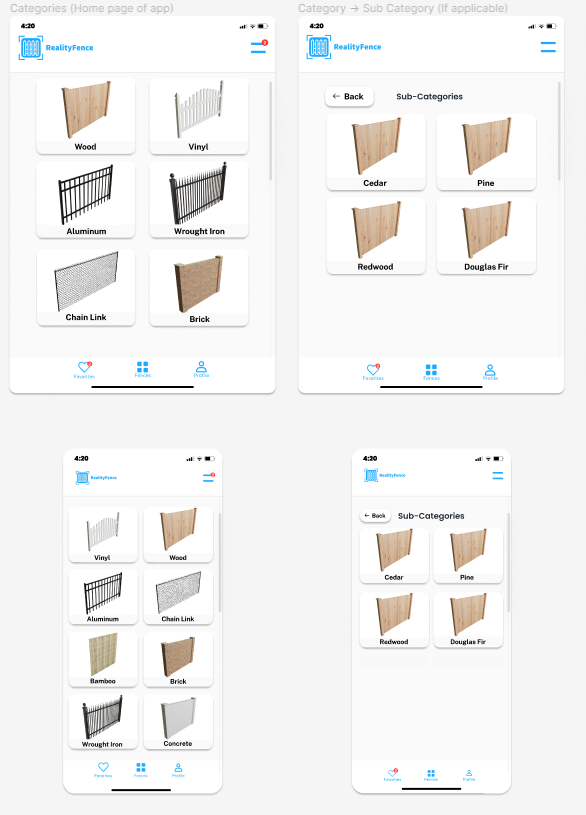 Categories (Home page of app)
Category → Sub Category (If applicable)
4:20
RealityFence
2
Wood
Vinyl
Aluminum
Wrought Iron
Chain Link
Brick
Favorites
Fences
Profile
4:20
RealityFence
← Back
Sub-Categories
Cedar
Pine
Redwood
Douglas Fir
Favorites
Fences
Profile
4:20
RealityFence
Vinyl
Wood
Aluminum
Chain Link
Bamboo
Brick
Wrought Iron
Concrete
Favorites
Fences
Profile
4:20
RealityFence
← Back
Sub-Categories
Cedar
Pine
Redwood
Douglas Fir
Favorites
Fences
Profile